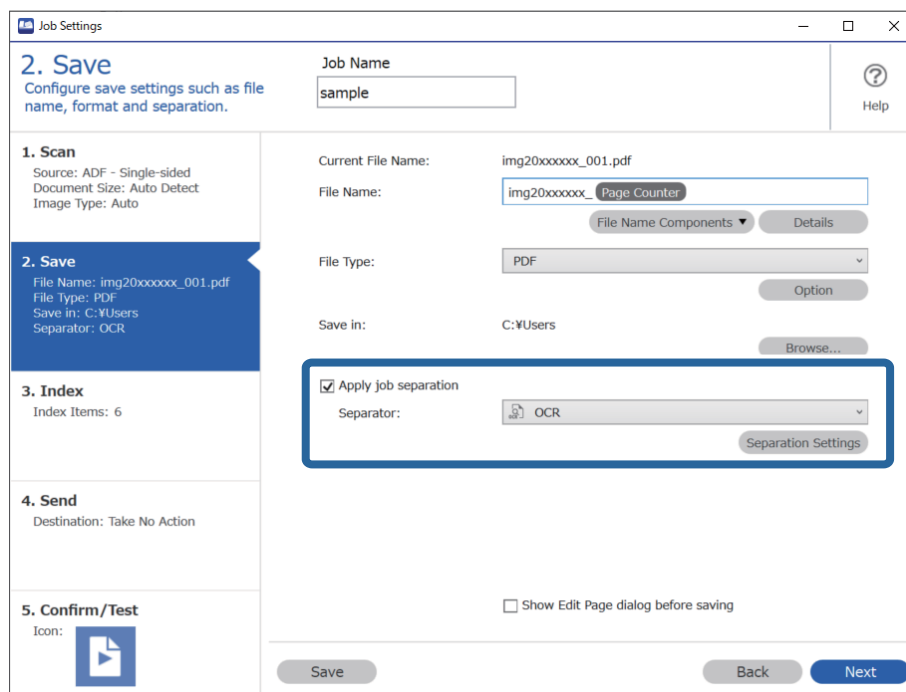 Job Settings
2. Save
Configure save settings such as file
name, format and separation.
Job Name
sample
Help
1. Scan
Source: ADF - Single-sided
Document Size: Auto Detect
Image Type: Auto
2. Save
File Name: img20xxxxxx_001.pdf
File Type: PDF
Save in: C:¥Users
Separator: OCR
3. Index
Index Items: 6
4. Send
Destination: Take No Action
5. Confirm/Test
Icon:
Current File Name: img20xxxxxx_001.pdf
File Name: img20xxxxxx_ Page Counter
File Name Components ▼ Details
File Type: PDF
Option
Save in: C:¥Users
Browse...
Apply job separation
Separator: OCR
Separation Settings
Show Edit Page dialog before saving
Save Back Next